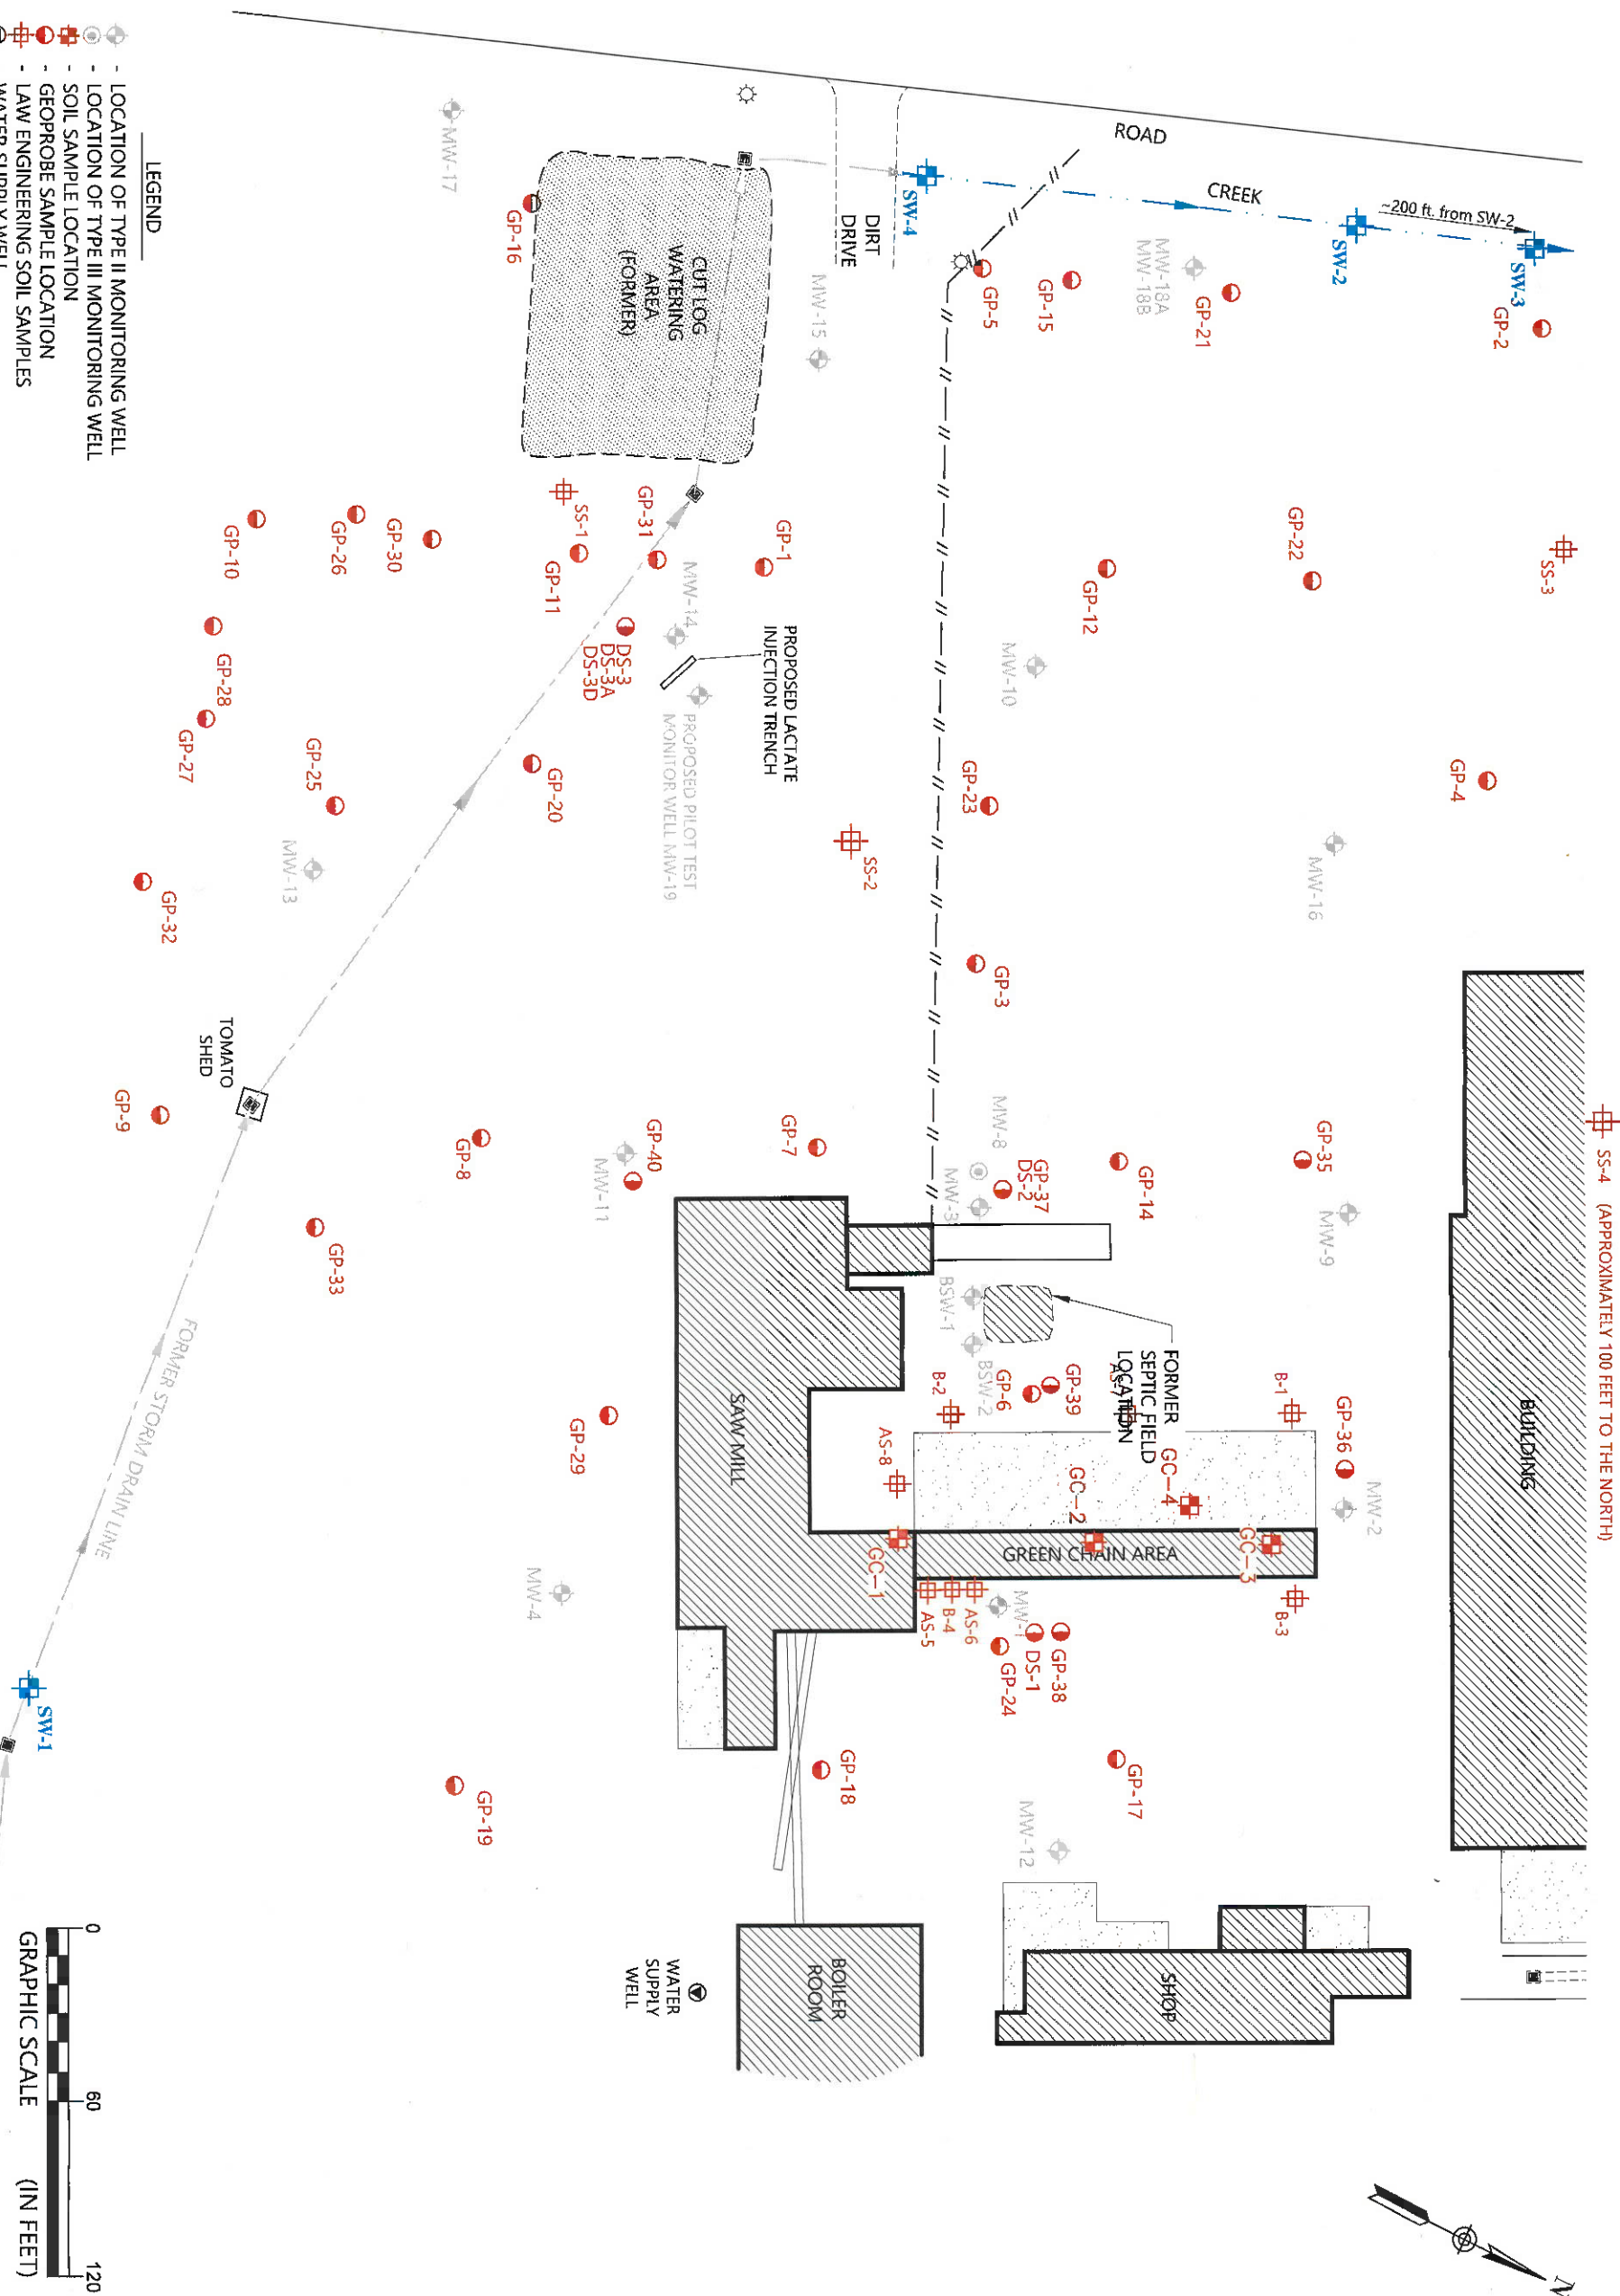 SS-4 (APPROXIMATELY 100 FEET TO THE NORTH)
BUILDING
ROAD
CREEK
~200 ft. from SW-2
SW-3
SW-2
SW-4
GP-2
SS-3
GP-4
GP-21
MW-18A
MW-18B
GP-15
GP-5
GP-22
GP-12
MW-10
MW-16
GP-23
GP-3
SS-2
DIRT
DRIVE
MW-15
CUT LOG
WATERING
AREA
(FORMER)
GP-16
MW-17
GP-1
PROPOSED LACTATE
INJECTION TRENCH
MW-14
PROPOSED PILOT TEST
MONITOR WELL MW-19
GP-31
SS-1
GP-11
DS-3
DS-3A
DS-3D
GP-20
GP-30
GP-26
GP-10
GP-28
GP-27
GP-25
MW-13
GP-32
TOMATO
SHED
GP-9
GP-8
GP-33
GP-40
MW-11
GP-7
MW-8
GP-37
DS-2
MW-3
GP-14
GP-35
MW-9
BSW-1
BSW-2
FORMER
SEPTIC FIELD
LOCATION
AS-7
GP-39
GP-6
B-2
B-1
GP-36
MW-2
AS-8
GC-4
GC-2
GC-3
GC-1
GREEN CHAIN AREA
SAW MILL
B-3
AS-6
B-4
AS-5
MW-1
GP-38
DS-1
GP-24
GP-29
MW-4
GP-17
GP-18
GP-19
MW-12
SHOP
BOILER
ROOM
WATER
SUPPLY
WELL
FORMER STORM DRAIN LINE
SW-1
LEGEND
- LOCATION OF TYPE II MONITORING WELL
- LOCATION OF TYPE III MONITORING WELL
- SOIL SAMPLE LOCATION
- GEOPROBE SAMPLE LOCATION
- LAW ENGINEERING SOIL SAMPLES
WATER SUPPLY WELL
0 60 120
GRAPHIC SCALE (IN FEET)
N